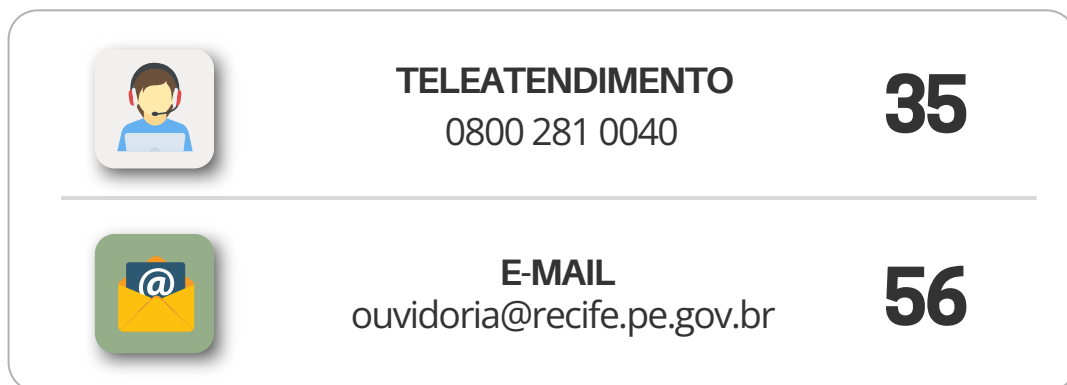 TELEATENDIMENTO
0800 281 0040
35
@
E-MAIL
ouvidoria@recife.pe.gov.br
56